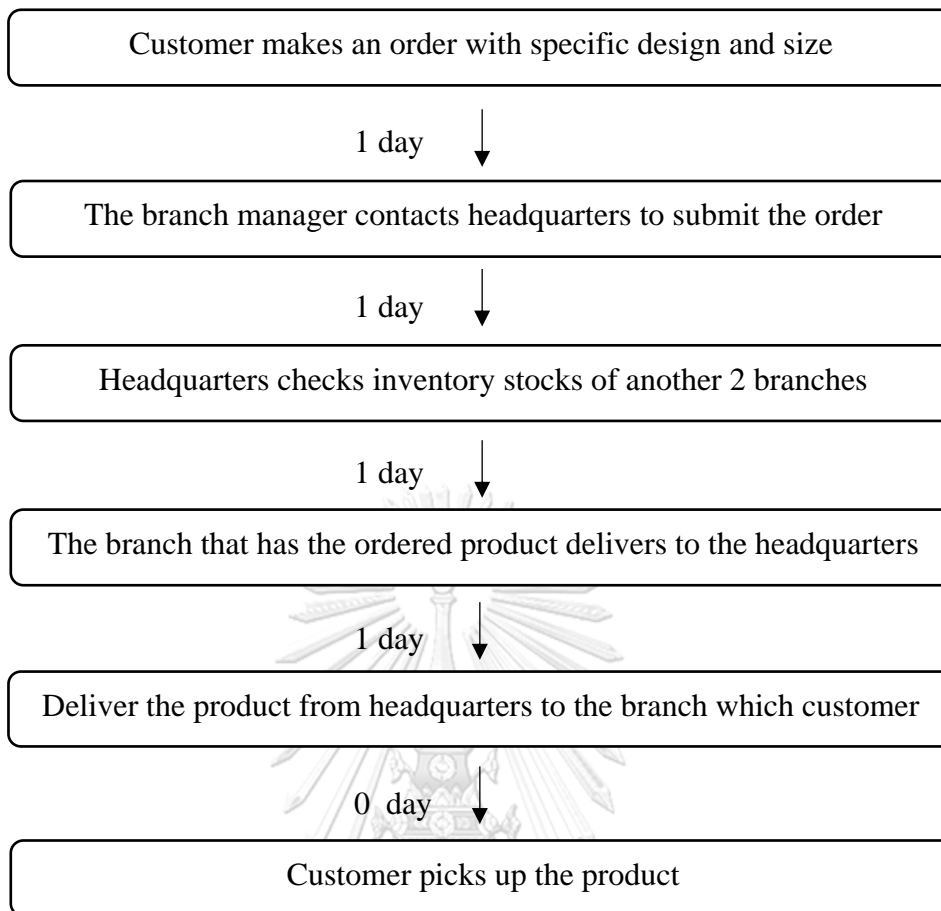 Customer makes an order with specific design and size
1 day
The branch manager contacts headquarters to submit the order
1 day
Headquarters checks inventory stocks of another 2 branches
1 day
The branch that has the ordered product delivers to the headquarters
1 day
Deliver the product from headquarters to the branch which customer
0 day
Customer picks up the product